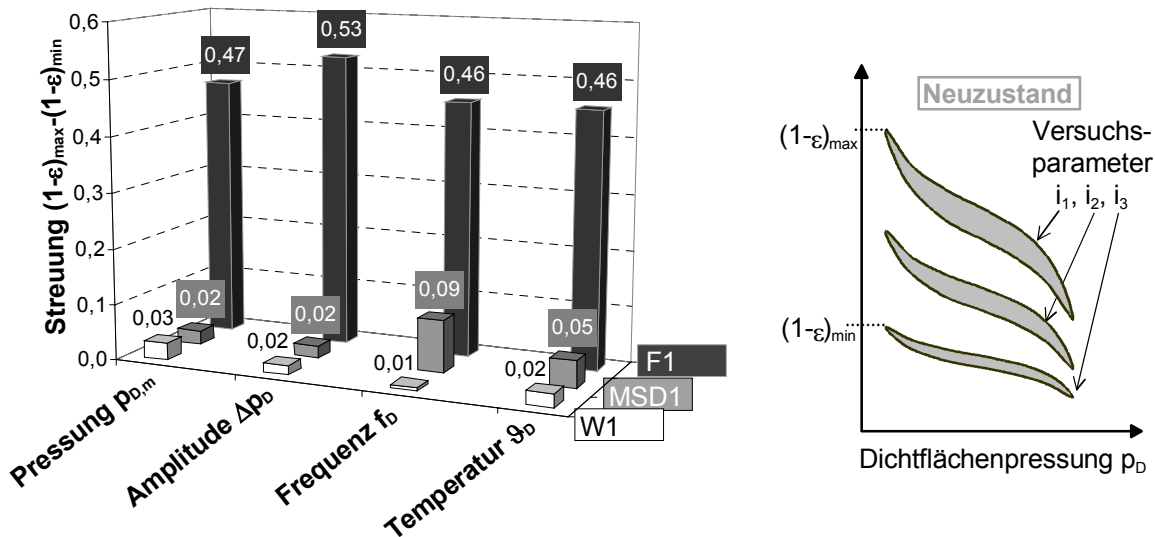 Streuung (1-ε)max-(1-ε)min
0,6
0,5
0,4
0,3
0,2
0,1
0,0
0,47
0,53
0,46
0,46
0,02
0,02
0,09
0,05
0,03
0,02
0,01
0,02
F1
MSD1
W1
Pressung pD,m
Amplitude ΔpD
Frequenz fD
Temperatur ϑD
Neuzustand
(1-ε)max
(1-ε)min
Versuchs-
parameter
i1, i2, i3
Dichtflächenpressung pD